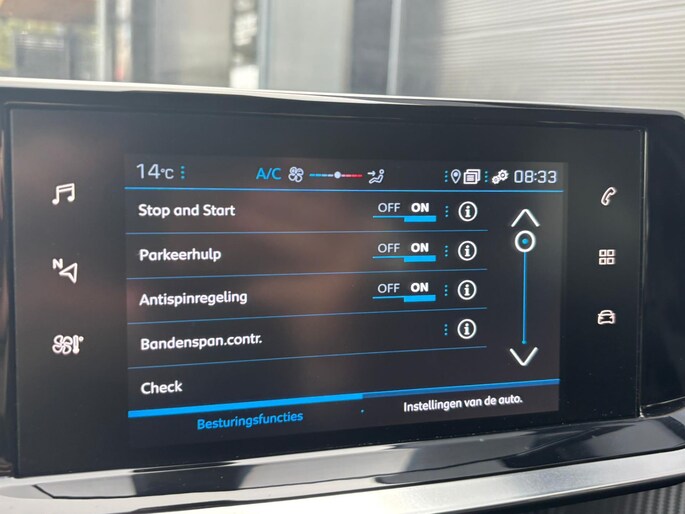 14°C A/C 08:33
Stop and Start OFF ON
Parkeerhulp OFF ON
N
Antispinregeling OFF ON
Bandenspan.contr.
Check
Besturingsfuncties Instellingen van de auto.